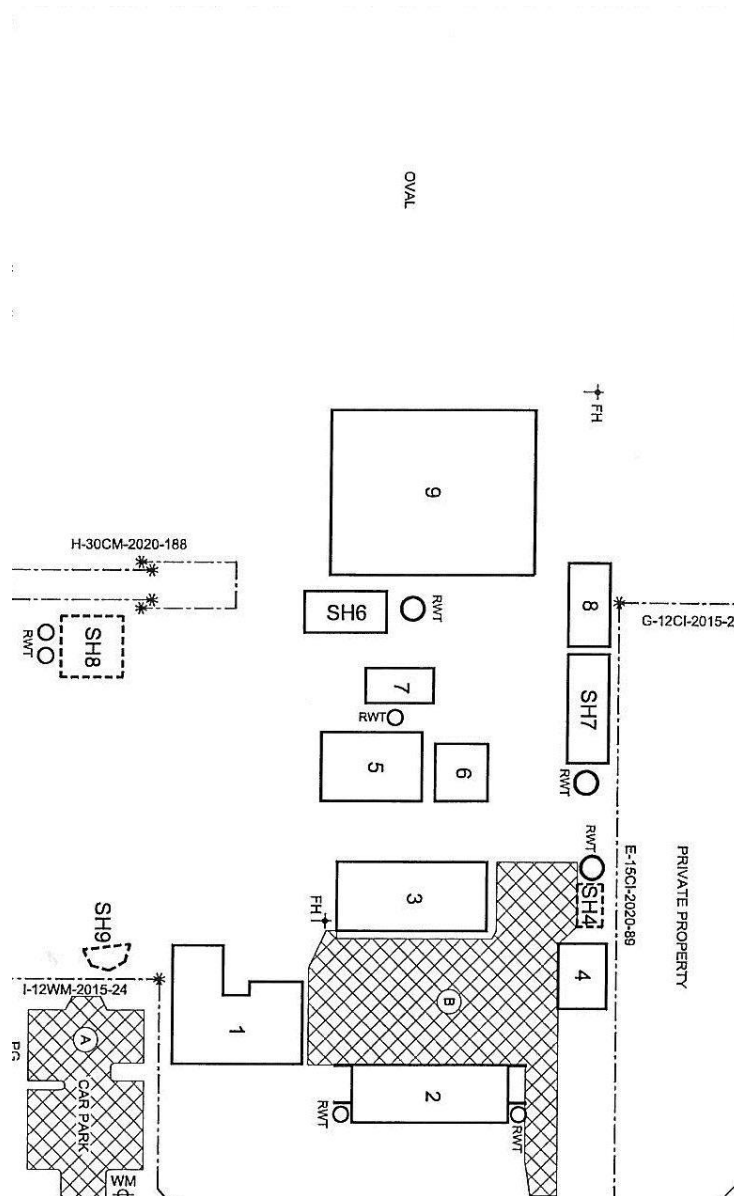 OVAL
FH
9
H-30CM-2020-188
8
SH6
RWT
G-12CI-2015-2
SH8
RWT
SH7
7
RWT
5
6
RWT
RWT
E-15CI-2020-89
PRIVATE PROPERTY
SH4
3
FH
SH9
4
I-12WM-2015-24
1
B
A
PG
CAR PARK
2
RWT
RWT
WM